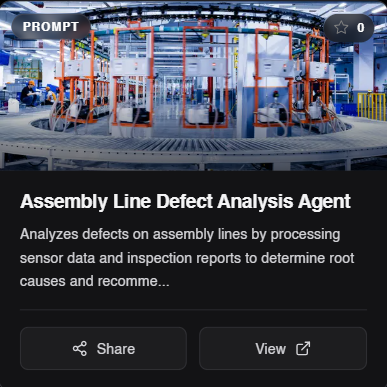 PROMPT
0
Assembly Line Defect Analysis Agent
Analyzes defects on assembly lines by processing
sensor data and inspection reports to determine root
causes and recomme...
Share
View